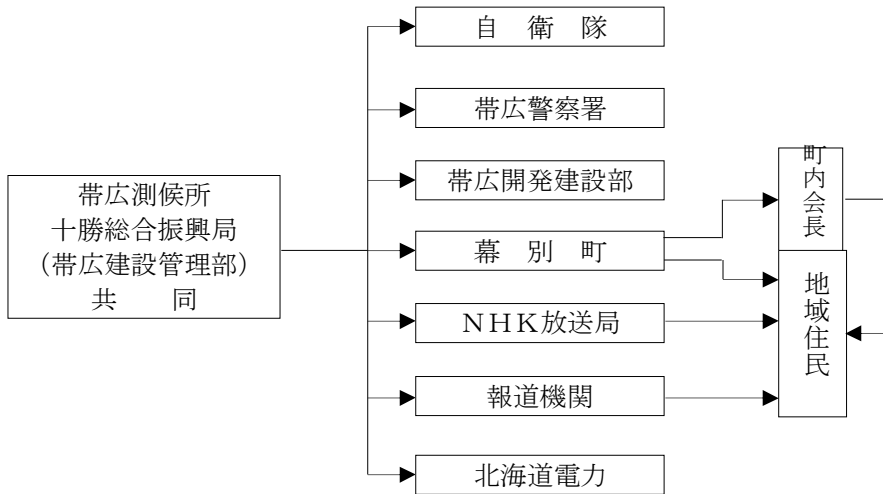 帯広測候所
十勝総合振興局
（帯広建設管理部）
共　　同
自　衛　隊
帯広警察署
帯広開発建設部
幕　別　町
ＮＨＫ放送局
報道機関
北海道電力
町内会長
地域住民